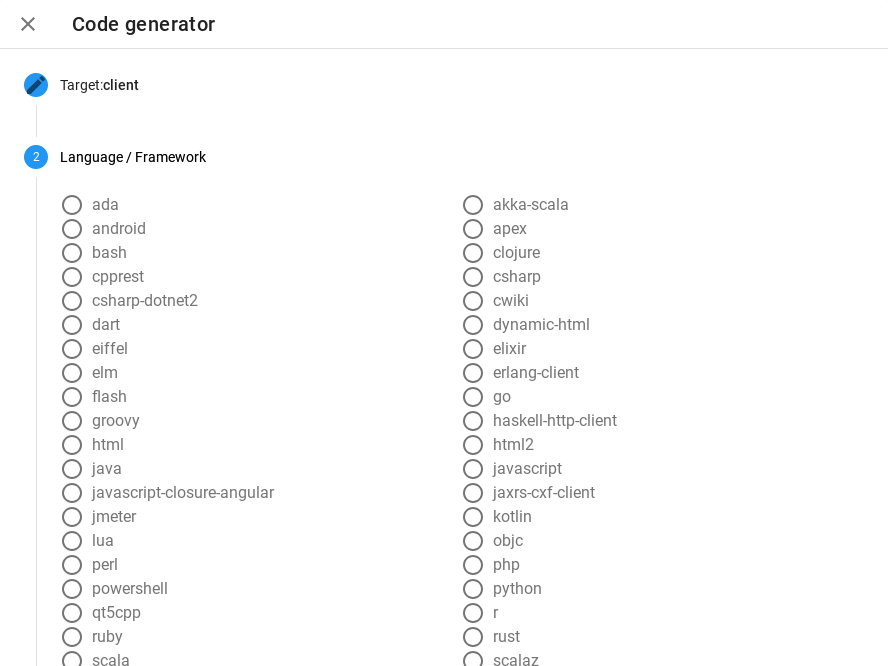 Code generator
Target:client
2
Language / Framework
ada
akka-scala
android
apex
bash
clojure
cpprest
csharp
csharp-dotnet2
cwiki
dart
dynamic-html
eiffel
elixir
elm
erlang-client
flash
go
groovy
haskell-http-client
html
html2
java
javascript
javascript-closure-angular
jaxrs-cxf-client
jmeter
kotlin
lua
objc
perl
php
powershell
python
qt5cpp
r
ruby
rust
scala
scalaz